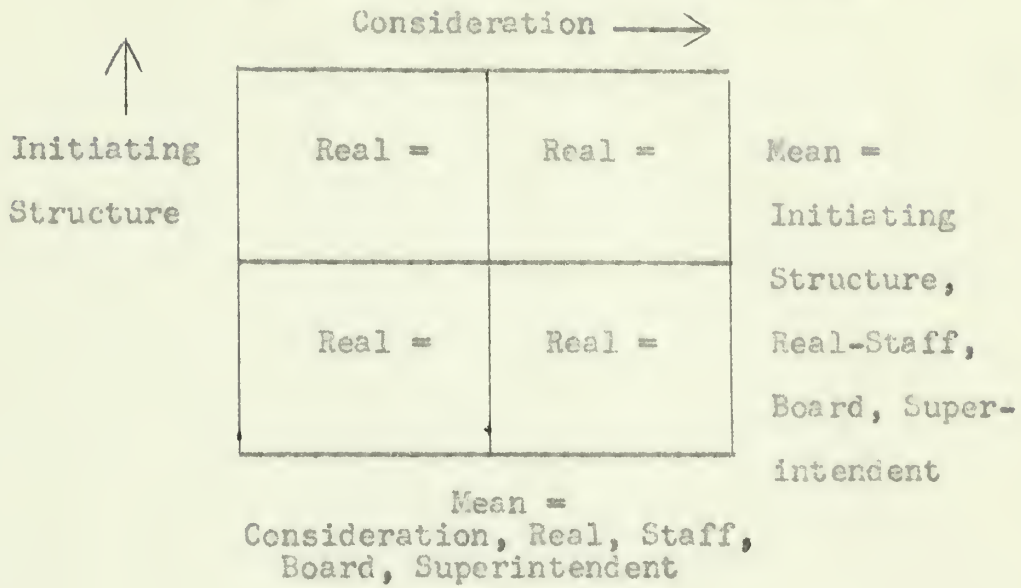 Consideration
Initiating
Structure
Real =
Real =
Mean =
Initiating
Structure,
Real-Staff,
Board, Super-
intendent
Real =
Real =
Mean =
Consideration, Real, Staff,
Board, Superintendent